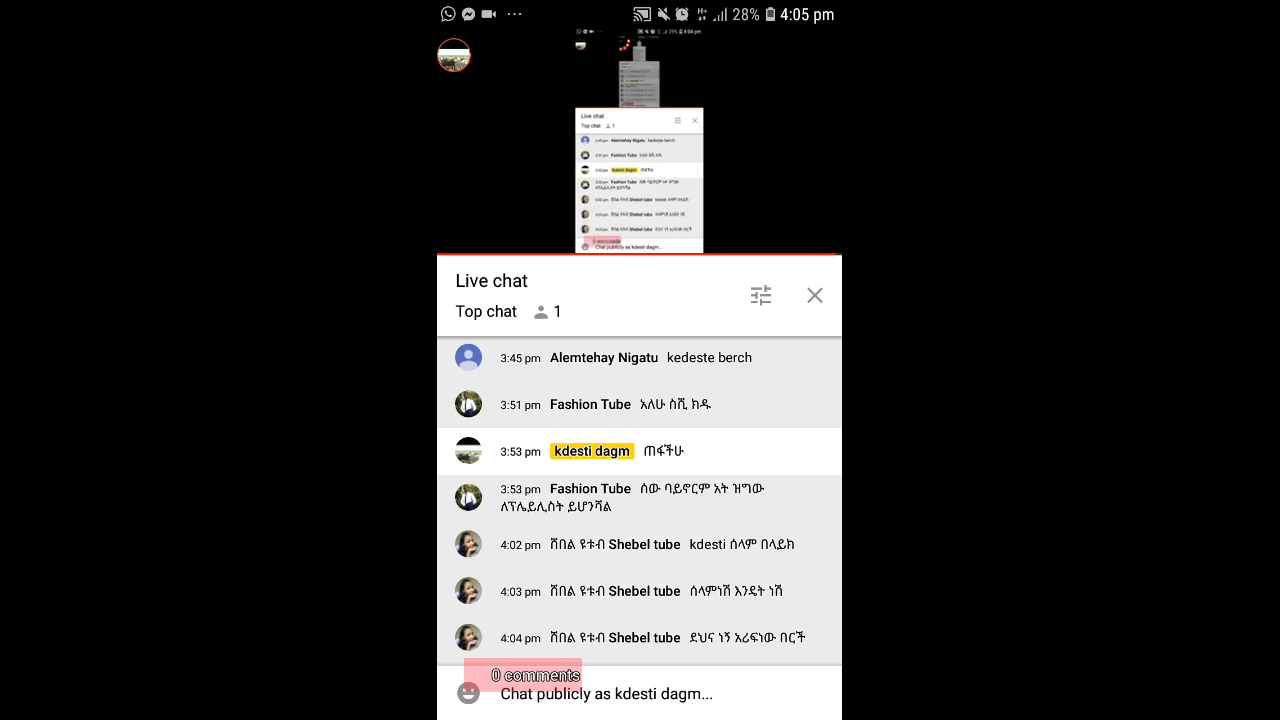 28% 4:05 pm
Live chat
Top chat 1
3:45 pm Alemtehay Nigatu kedeste berch
3:51 pm Fashion Tube አለሁ ስሺ ክዱ
3:53 pm kdesti dagm ጠፋችሁ
3:53 pm Fashion Tube ሰው ባይኖርም አት ዝግው
ለፕሌይሊስት ይሆንሻል
4:02 pm ሸበል ዩቱብ Shebel tube kdesti ሰላም በላይክ
4:03 pm ሸበል ዩቱብ Shebel tube ሰላምነሽ እንዴት ነሽ
4:04 pm ሸበል ዩቱብ Shebel tube ደህና ነኝ አሪፍነው በርች
0 comments
Chat publicly as kdesti dagm...